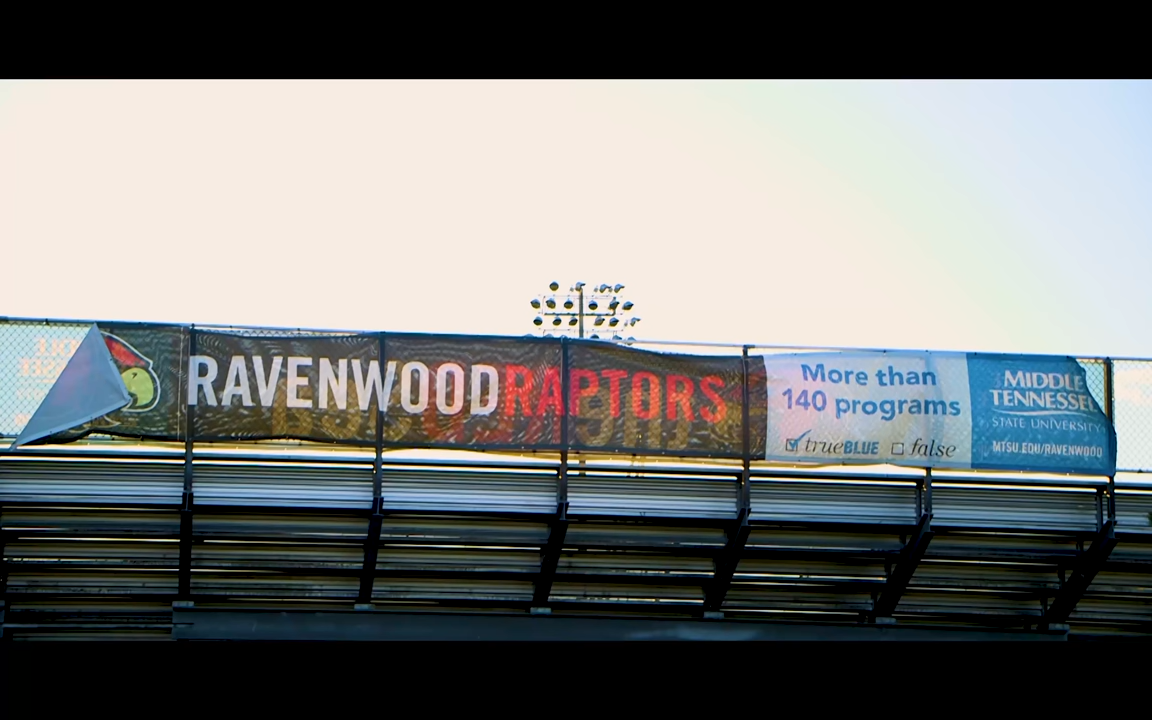 RAVENWOODRAPTORS
More than
140 programs
trueBLUE false
MIDDLE
TENNESSEE
STATE UNIVERSITY
MTSU.EDU/RAVENWOOD